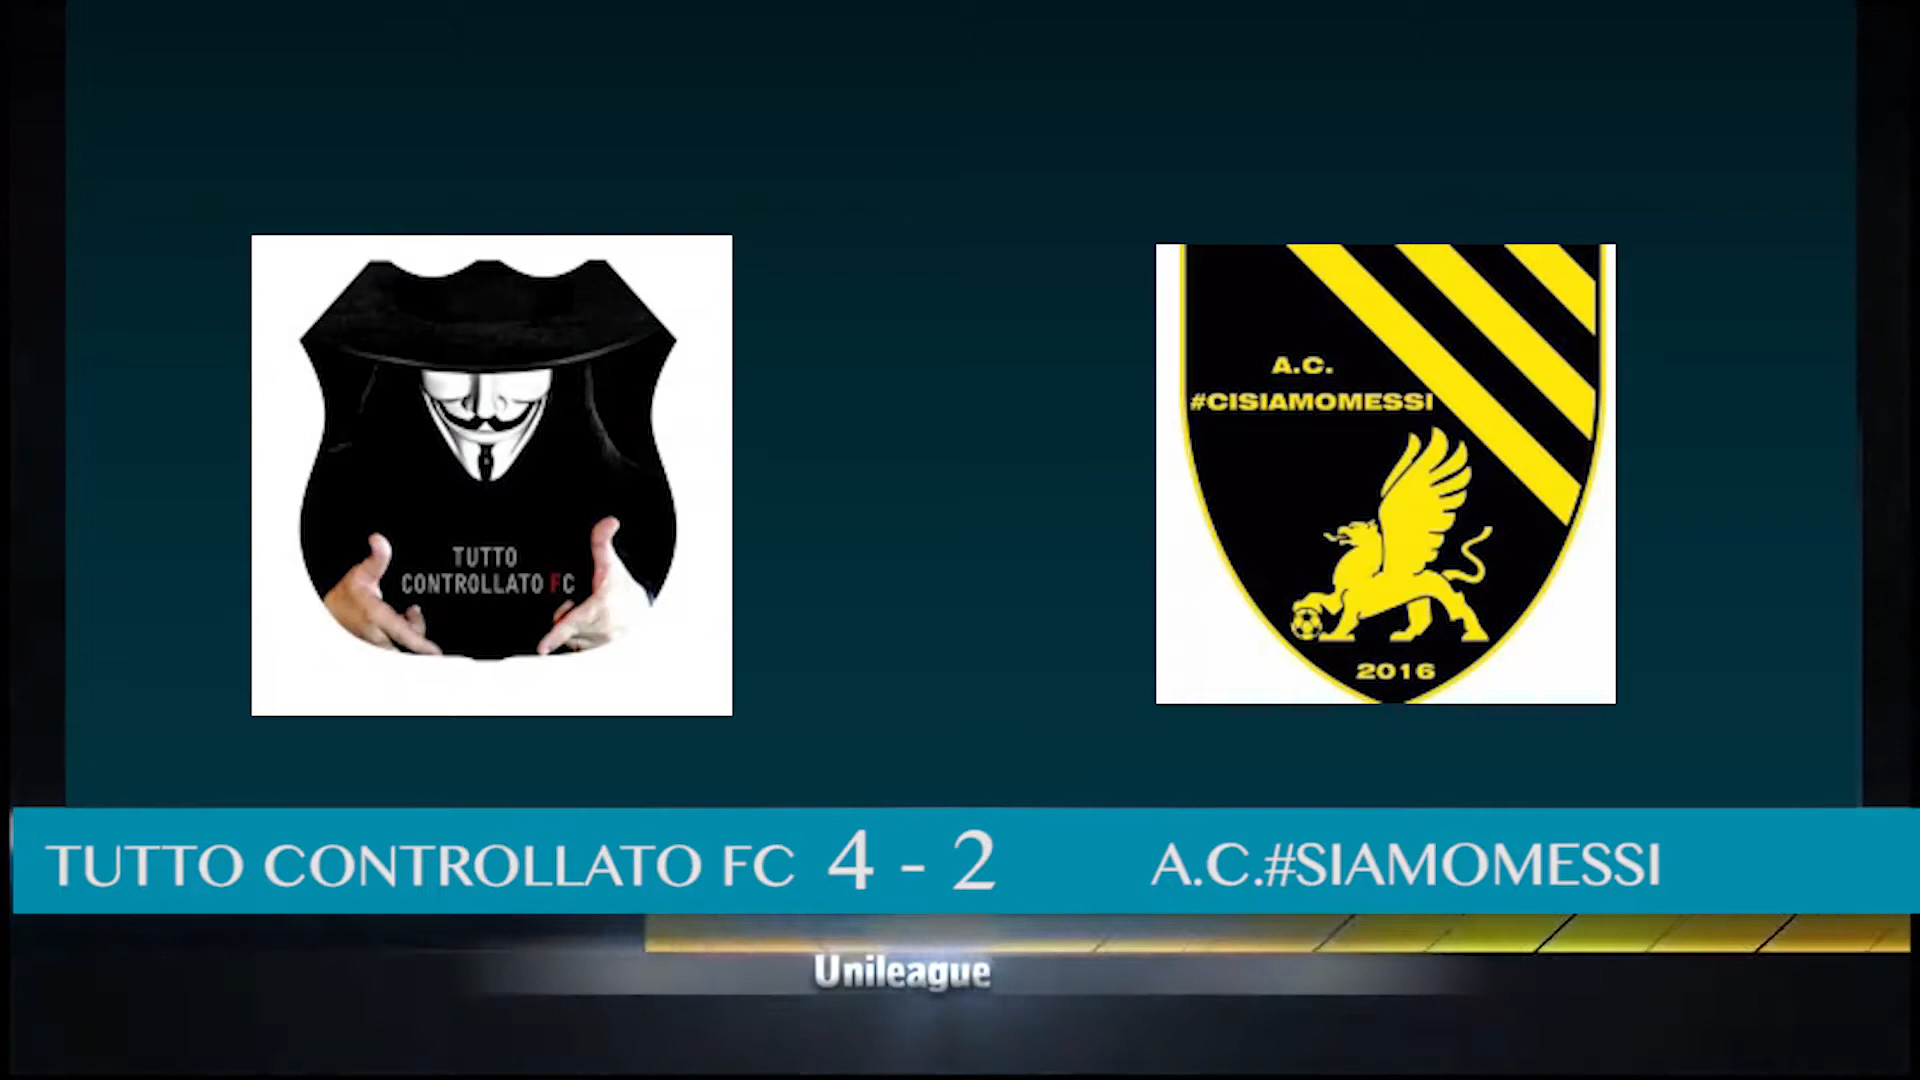 TUTTO
CONTROLLATO FC
A.C.
#CISIAMOMESSI
2016
TUTTO CONTROLLATO FC 4 - 2 A.C.#SIAMOMESSI
Unileague